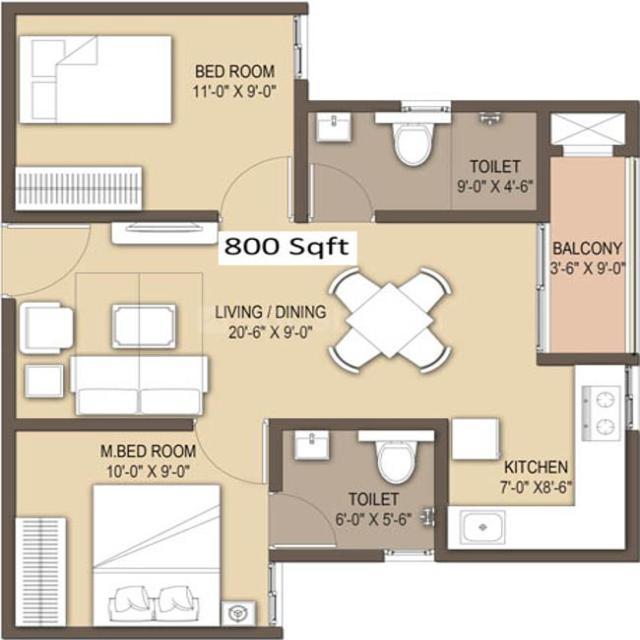 BED ROOM
11'-0" X 9'-0"
TOILET
9'-0" X 4'-6"
800 Sqft
BALCONY
3'-6" X 9'-0"
LIVING / DINING
20'-6" X 9'-0"
M.BED ROOM
10'-0" X 9'-0"
KITCHEN
7'-0" X8'-6"
TOILET
6'-0" X 5'-6"